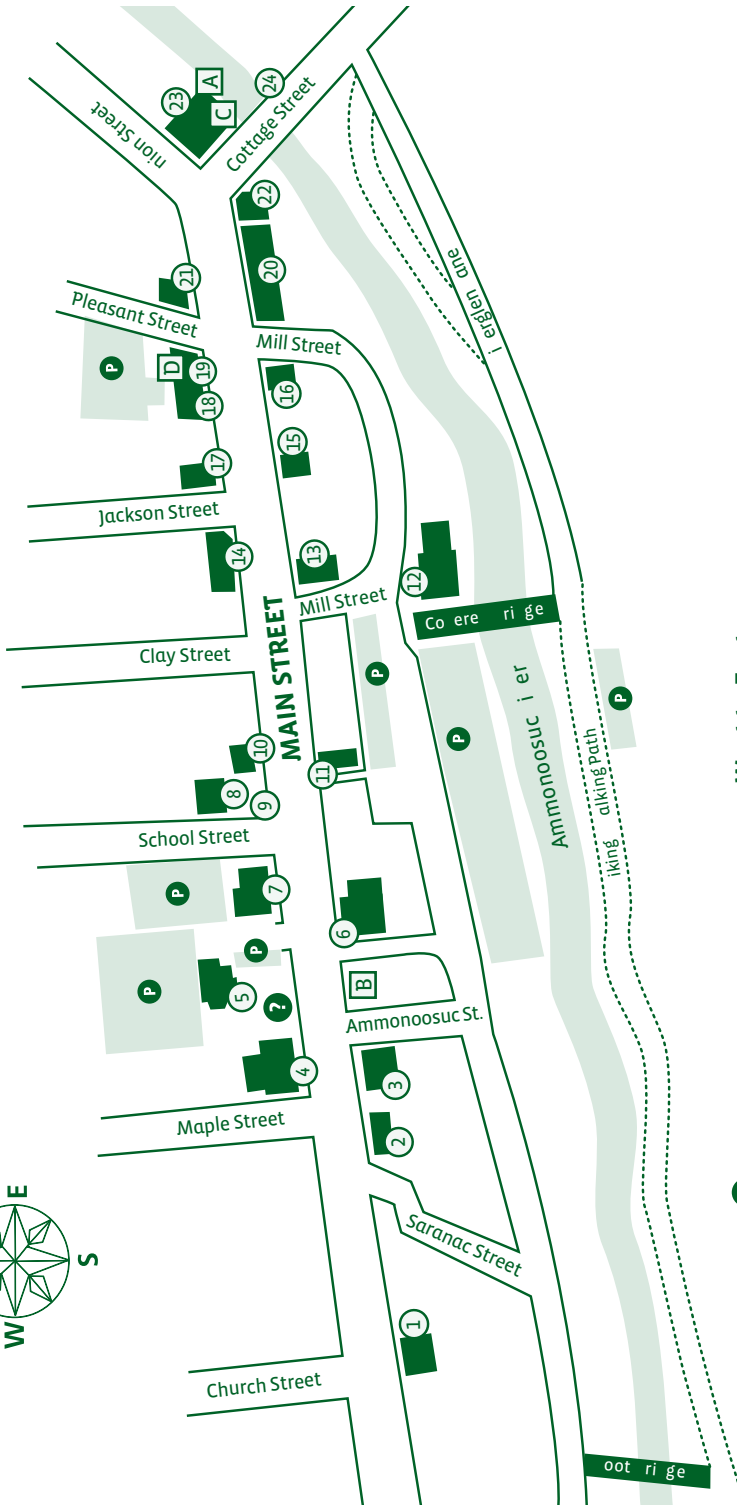 A
23
24
C
nion Street
Cottage Street
22
21
20
i erglen ane
Pleasant Street
Mill Street
P
D
19
16
18
15
17
Jackson Street
14
13
12
Mill Street
Co ere ri ge
MAIN STREET
Clay Street
P
P
P
Ammonoosuc i er
10
11
8
9
iking alking Path
School Street
P
7
6
P
P
B
5
?
Ammonoosuc St.
4
3
Maple Street
2
E
S
W
Saranac Street
1
Church Street
oot ri ge